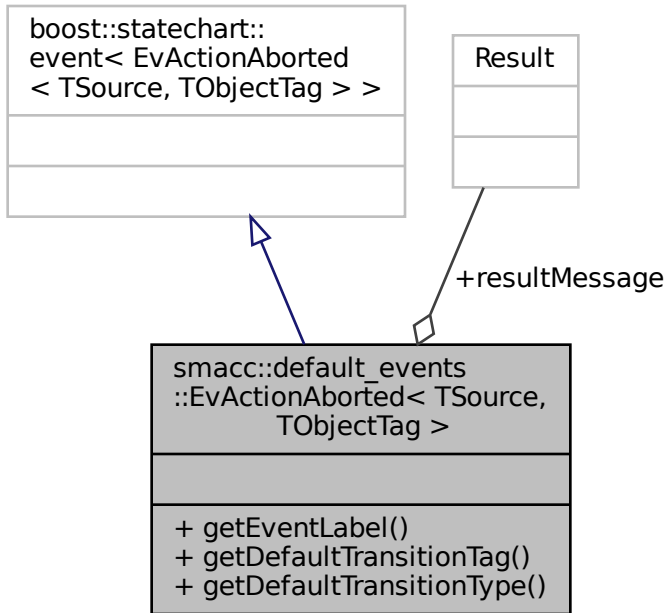 boost::statechart::
event< EvActionAborted
< TSource, TObjectTag > >
Result
+resultMessage
smacc::default_events
::EvActionAborted< TSource,
TObjectTag >
+ getEventLabel()
+ getDefaultTransitionTag()
+ getDefaultTransitionType()